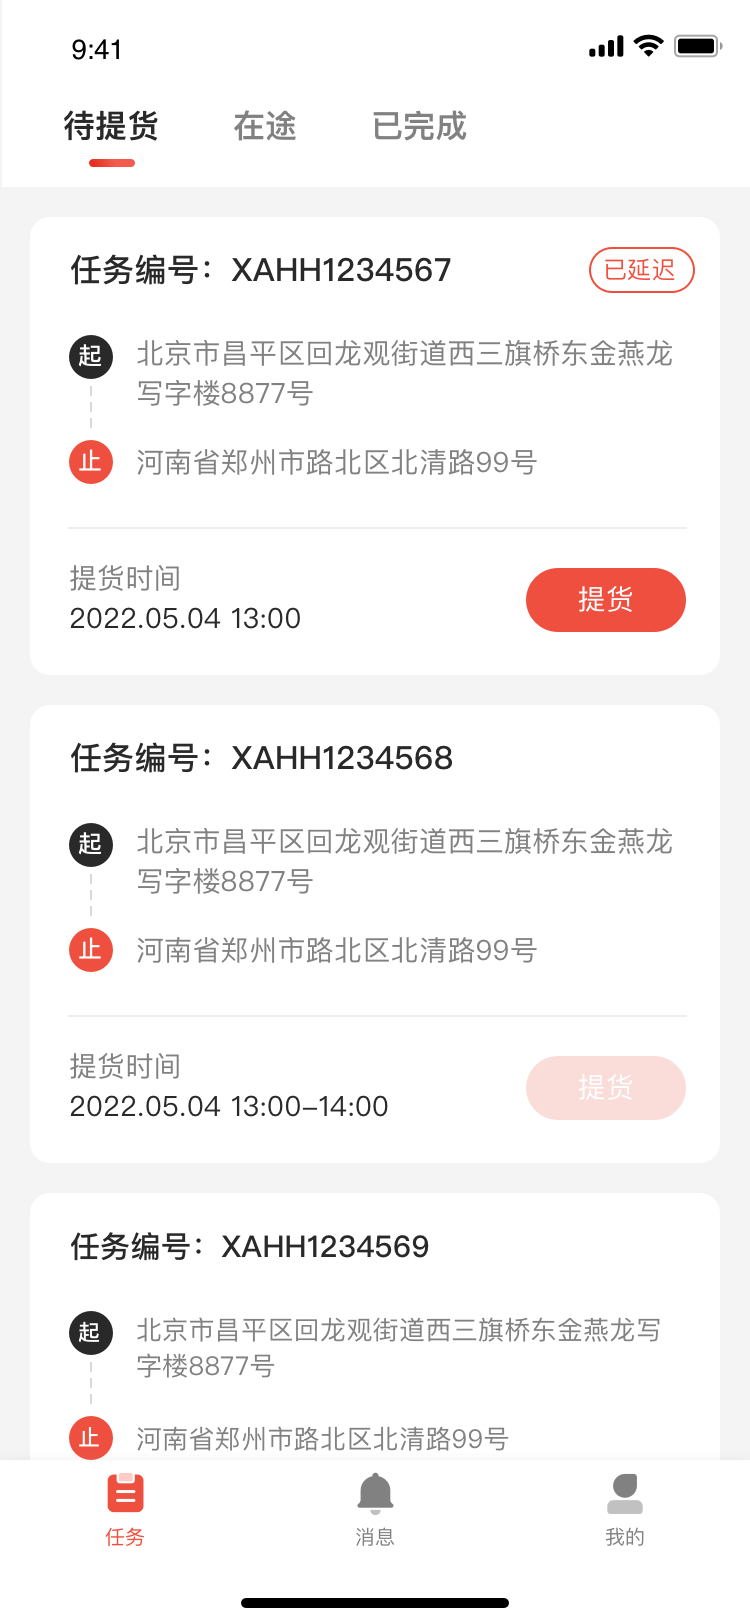 9:41
待提货 在途 已完成
任务编号：XAHH1234567 已延迟
起 北京市昌平区回龙观街道西三旗桥东金燕龙
写字楼8877号
止 河南省郑州市路北区北清路99号
提货时间
2022.05.04 13:00
提货
任务编号：XAHH1234568
起 北京市昌平区回龙观街道西三旗桥东金燕龙
写字楼8877号
止 河南省郑州市路北区北清路99号
提货时间
2022.05.04 13:00–14:00
提货
任务编号：XAHH1234569
起 北京市昌平区回龙观街道西三旗桥东金燕龙写
字楼8877号
止 河南省郑州市路北区北清路99号
任务 消息 我的